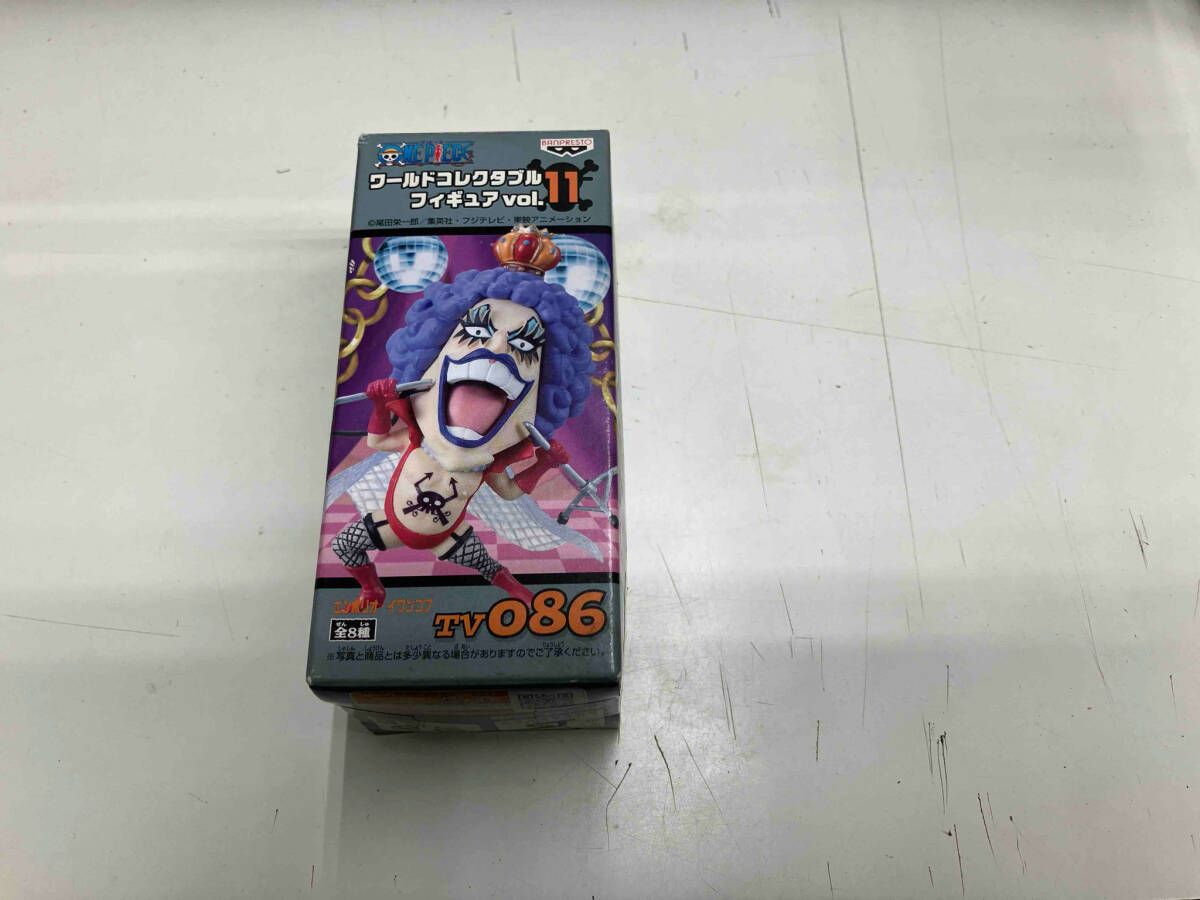 ONE PIECE
BANPRESTO
ワールドコレクタブル
フィギュア vol. 11
©尾田栄一郎／集英社・フジテレビ・東映アニメーション
エンポリオ イワンコフ
TV086
ぜん しゅ
全8種
※写真と商品とは多少異なる場合がありますのでご了承ください。